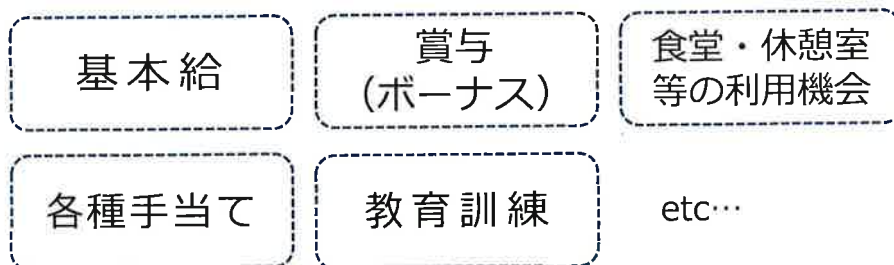 基本給
賞与
(ボーナス)
食堂・休憩室
等の利用機会
各種手当て
教育訓練
etc…